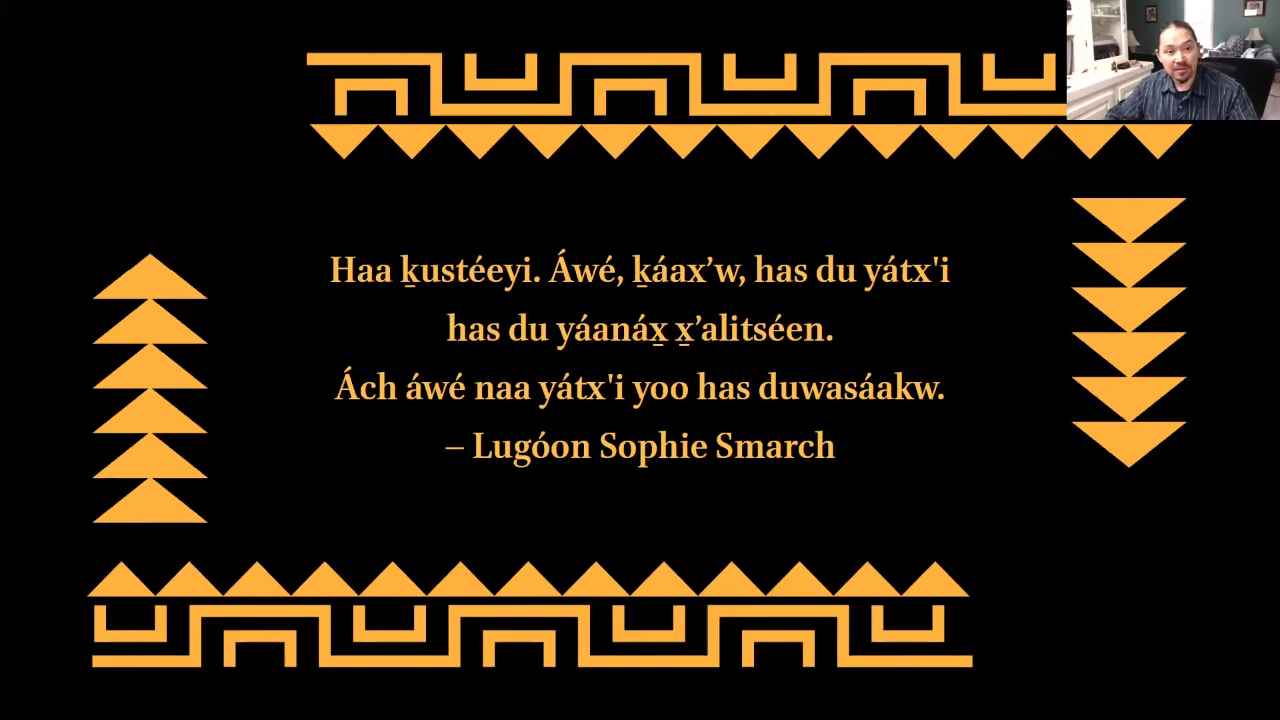 Haa ḵustéeyi. Áwé, ḵáax’w, has du yátx'i
has du yáanáx̱ x̱’alitséen.
Ách áwé naa yátx'i yoo has duwasáakw.
– Lugóon Sophie Smarch